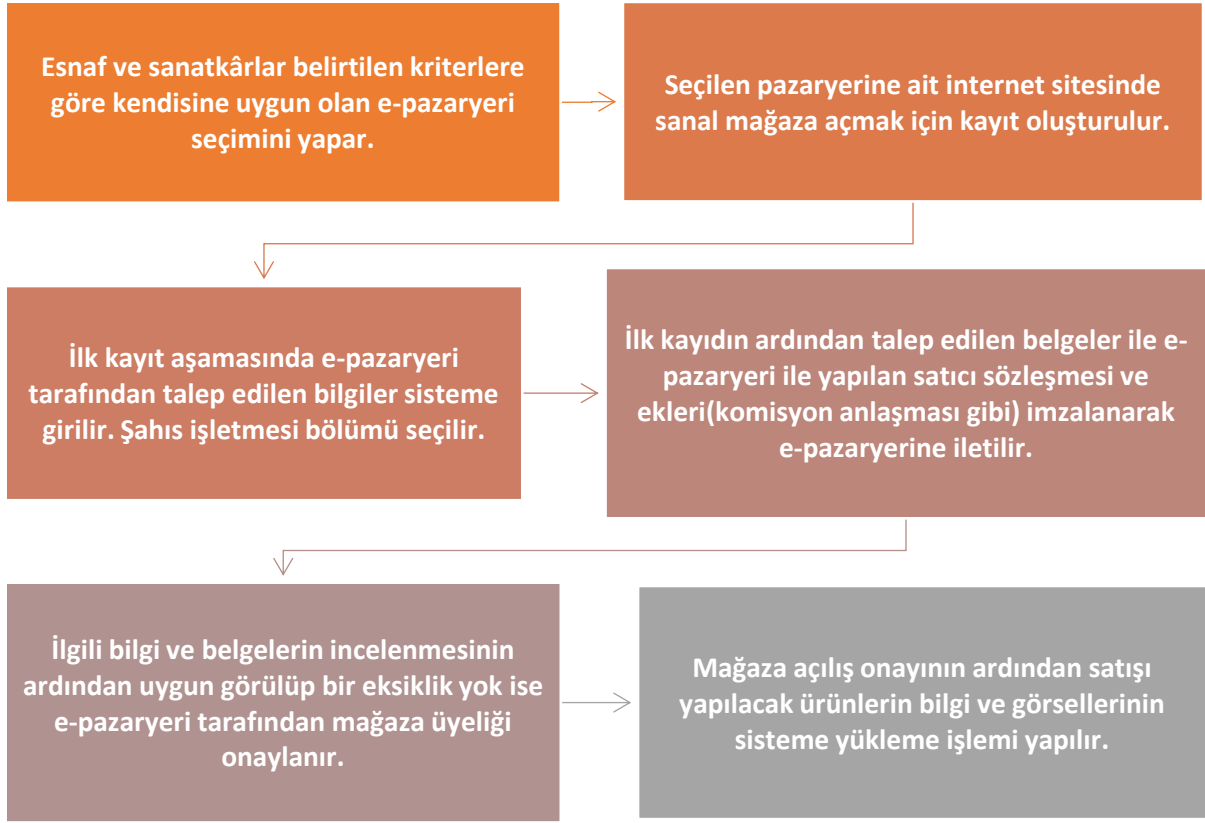 Esnaf ve sanatkârlar belirtilen kriterlere
göre kendisine uygun olan e-pazaryeri
seçimini yapar.
Seçilen pazaryerine ait internet sitesinde
sanal mağaza açmak için kayıt oluşturulur.
İlk kayıt aşamasında e-pazaryeri
tarafından talep edilen bilgiler sisteme
girilir. Şahıs işletmesi bölümü seçilir.
İlk kayıdın ardından talep edilen belgeler ile e-
pazaryeri ile yapılan satıcı sözleşmesi ve
ekleri(komisyon anlaşması gibi) imzalanarak
e-pazaryerine iletilir.
İlgili bilgi ve belgelerin incelenmesinin
ardından uygun görülüp bir eksiklik yok ise
e-pazaryeri tarafından mağaza üyeliği
onaylanır.
Mağaza açılış onayının ardından satışı
yapılacak ürünlerin bilgi ve görsellerinin
sisteme yükleme işlemi yapılır.